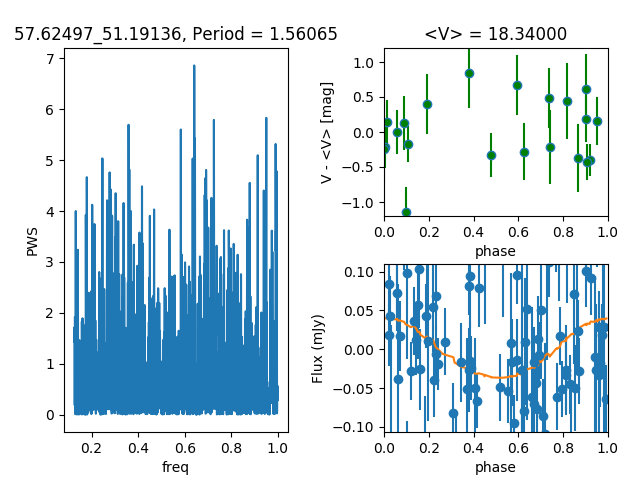 57.62497_51.19136, Period = 1.56065
<V> = 18.34000
7
6
5
4
3
2
1
0
PWS
0.2 0.4 0.6 0.8 1.0
freq
1.0
0.5
0.0
−0.5
−1.0
V - <V> [mag]
0.0 0.2 0.4 0.6 0.8 1.0
phase
0.10
0.05
0.00
−0.05
−0.10
Flux (mJy)
0.0 0.2 0.4 0.6 0.8 1.0
phase